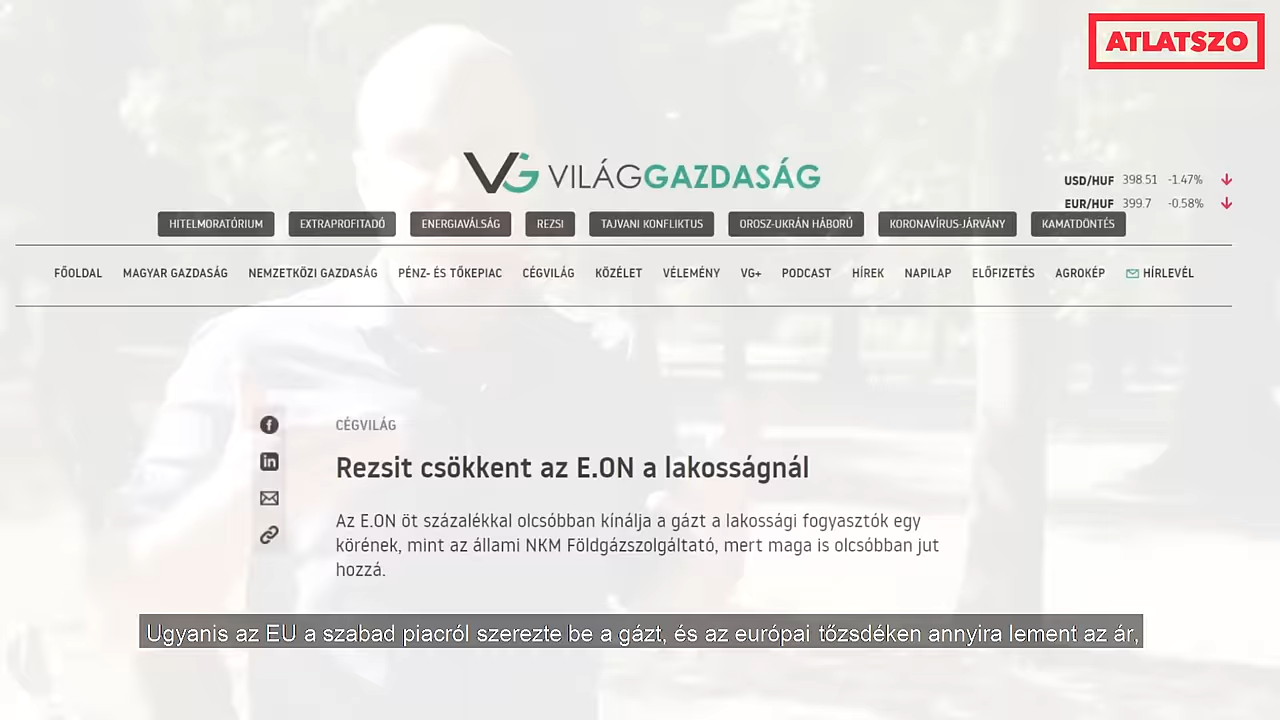 ATLATSZO
VG VILÁGGAZDASÁG
USD/HUF 398.51 -1.47%
EUR/HUF 399.7 -0.58%
HITELMORATÓRIUM EXTRAPROFITADÓ ENERGIAVÁLSÁG REZSI TAJVANI KONFLIKTUS OROSZ-UKRÁN HÁBORÚ KORONAVÍRUS-JÁRVÁNY KAMATDÖNTÉS
FŐOLDAL MAGYAR GAZDASÁG NEMZETKÖZI GAZDASÁG PÉNZ- ÉS TŐKEPIAC CÉGVILÁG KÖZÉLET VÉLEMÉNY VG+ PODCAST HÍREK NAPILAP ELŐFIZETÉS AGROKÉP HÍRLEVÉL
CÉGVILÁG
Rezsit csökkent az E.ON a lakosságnál
Az E.ON öt százalékkal olcsóbban kínálja a gázt a lakossági fogyasztók egy
körének, mint az állami NKM Földgázszolgáltató, mert maga is olcsóbban jut
hozzá.
Ugyanis az EU a szabad piacról szerezte be a gázt, és az európai tőzsdéken annyira lement az ár,